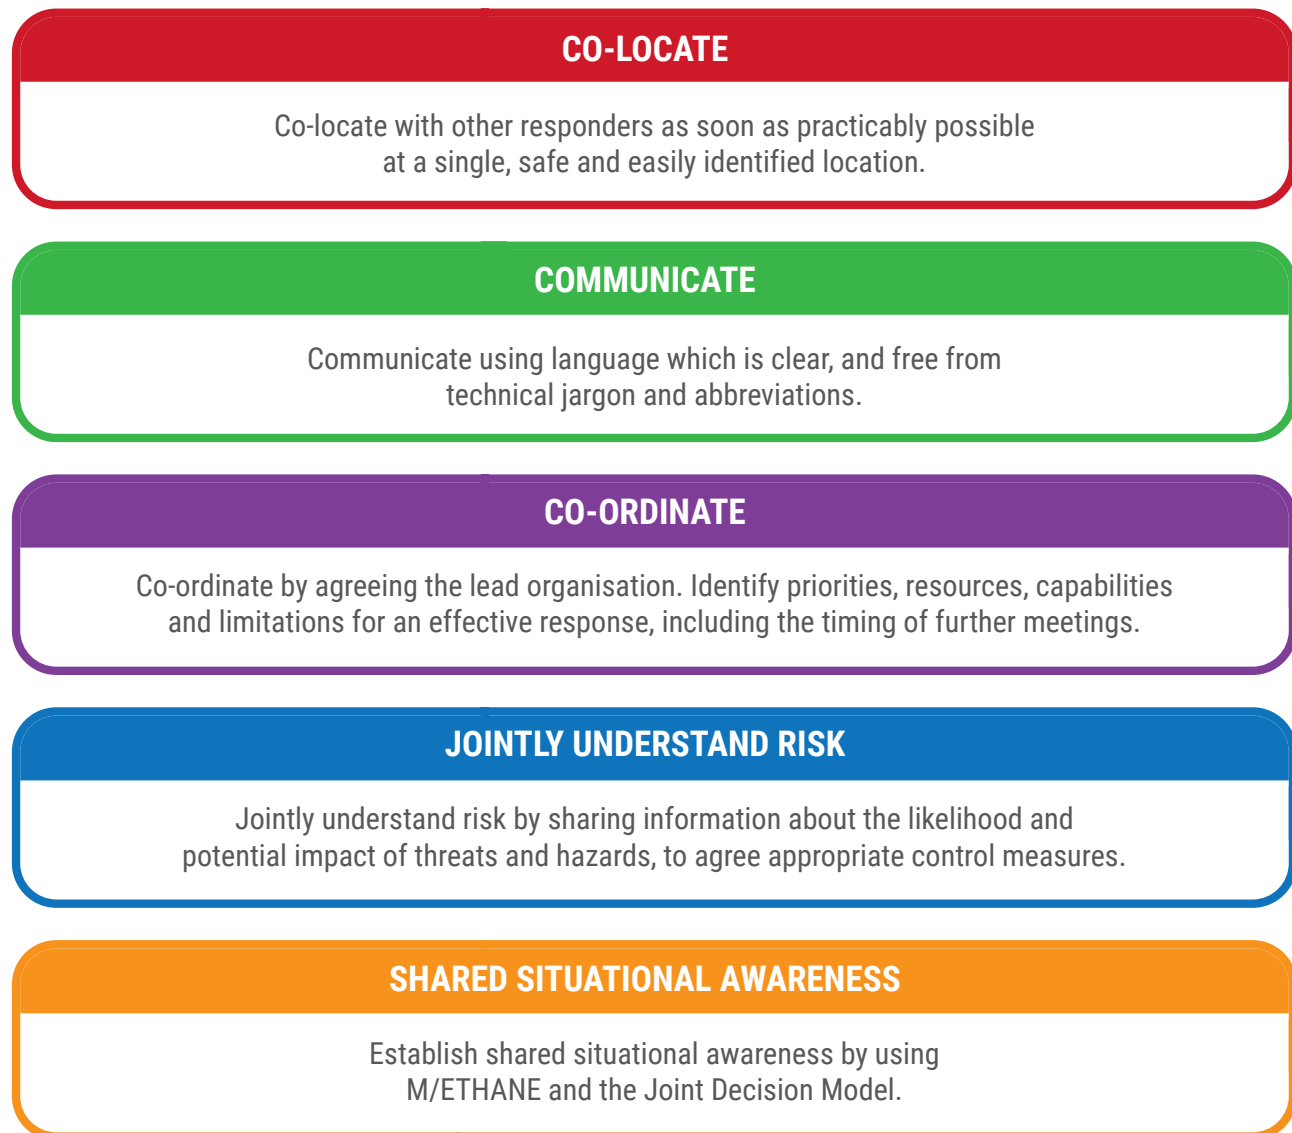 CO-LOCATE
Co-locate with other responders as soon as practicably possible
at a single, safe and easily identified location.
COMMUNICATE
Communicate using language which is clear, and free from
technical jargon and abbreviations.
CO-ORDINATE
Co-ordinate by agreeing the lead organisation. Identify priorities, resources, capabilities
and limitations for an effective response, including the timing of further meetings.
JOINTLY UNDERSTAND RISK
Jointly understand risk by sharing information about the likelihood and
potential impact of threats and hazards, to agree appropriate control measures.
SHARED SITUATIONAL AWARENESS
Establish shared situational awareness by using
M/ETHANE and the Joint Decision Model.